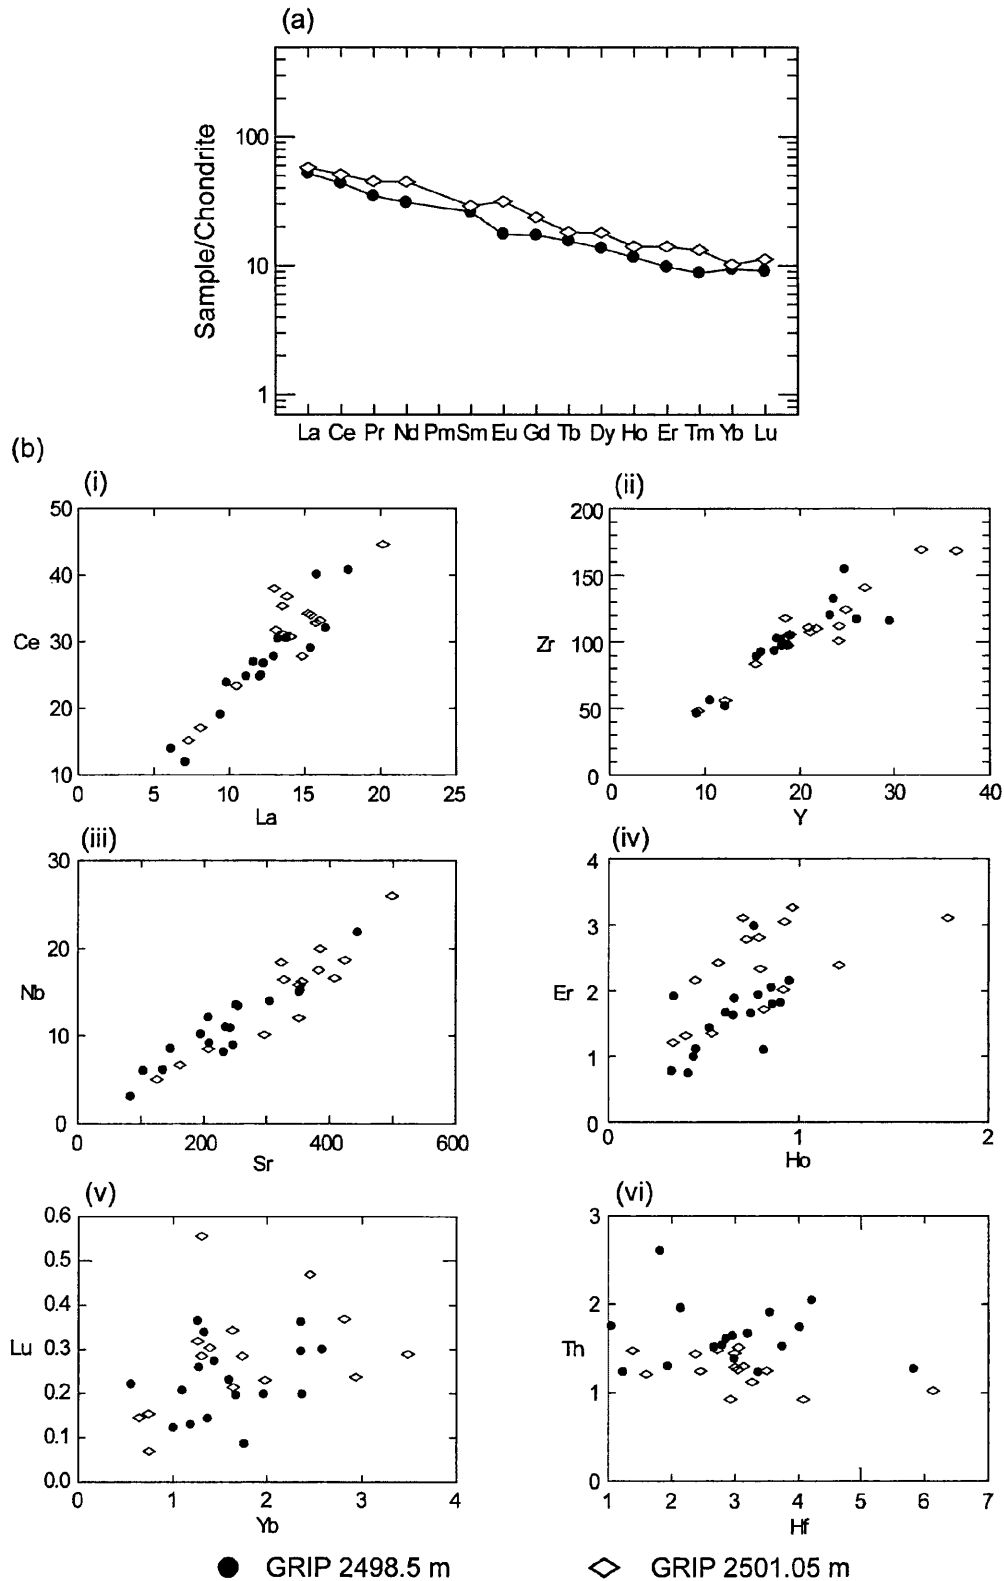 (a)
100
10
1
Sample/Chondrite
La Ce Pr Nd Pm Sm Eu Gd Tb Dy Ho Er Tm Yb Lu
(b)
(i)
50
40
30
20
10
Ce
0 5 10 15 20 25
La
(ii)
200
150
100
50
0
Zr
0 10 20 30 40
Y
(iii)
30
20
10
0
Nb
0 200 400 600
Sr
(iv)
4
3
2
1
0
Er
0 1 2
Ho
(v)
0.6
0.5
0.4
0.3
0.2
0.1
0.0
Lu
0 1 2 3 4
Yb
(vi)
3
2
1
0
Th
1 2 3 4 5 6 7
Hf
GRIP 2498.5 m
GRIP 2501.05 m